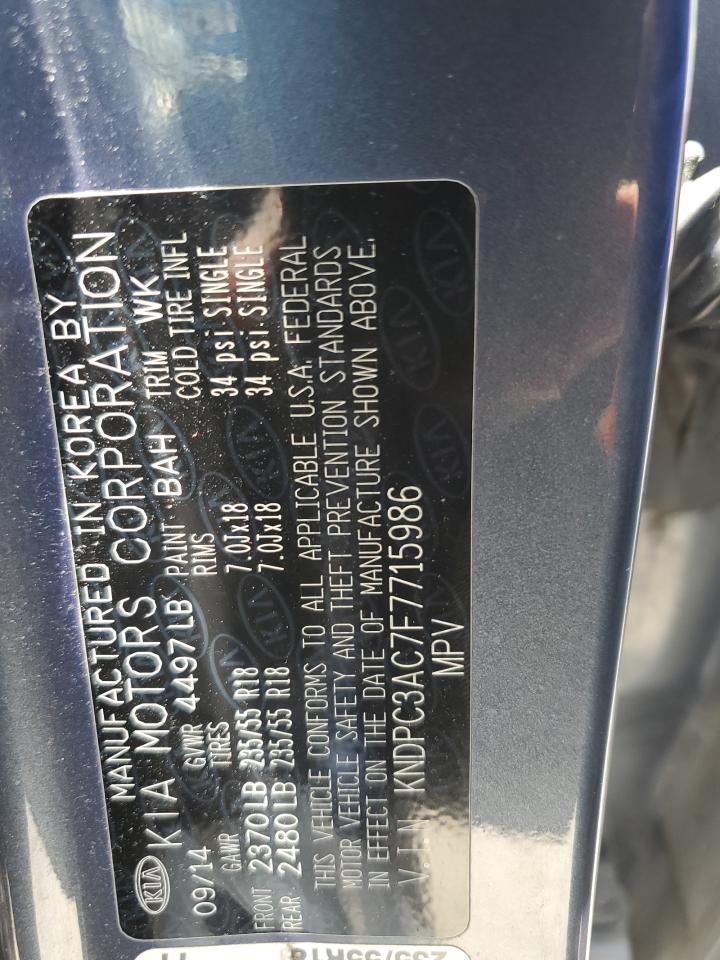 MANUFACTURED IN KOREA BY
KIA KIA MOTORS CORPORATION
09/14 GVWR 4497LB PAINT BAH TRIM WK
GAWR TIRES RIMS COLD TIRE INFL
FRONT 2370LB 235/55 R18 7.0Jx18 34 psi SINGLE
REAR 2480LB 235/55 R18 7.0Jx18 34 psi SINGLE
THIS VEHICLE CONFORMS TO ALL APPLICABLE U.S.A. FEDERAL
MOTOR VEHICLE SAFETY AND THEFT PREVENTION STANDARDS
IN EFFECT ON THE DATE OF MANUFACTURE SHOWN ABOVE.
V.I.N KNDPC3AC7F7715986
MPV
235/55R18